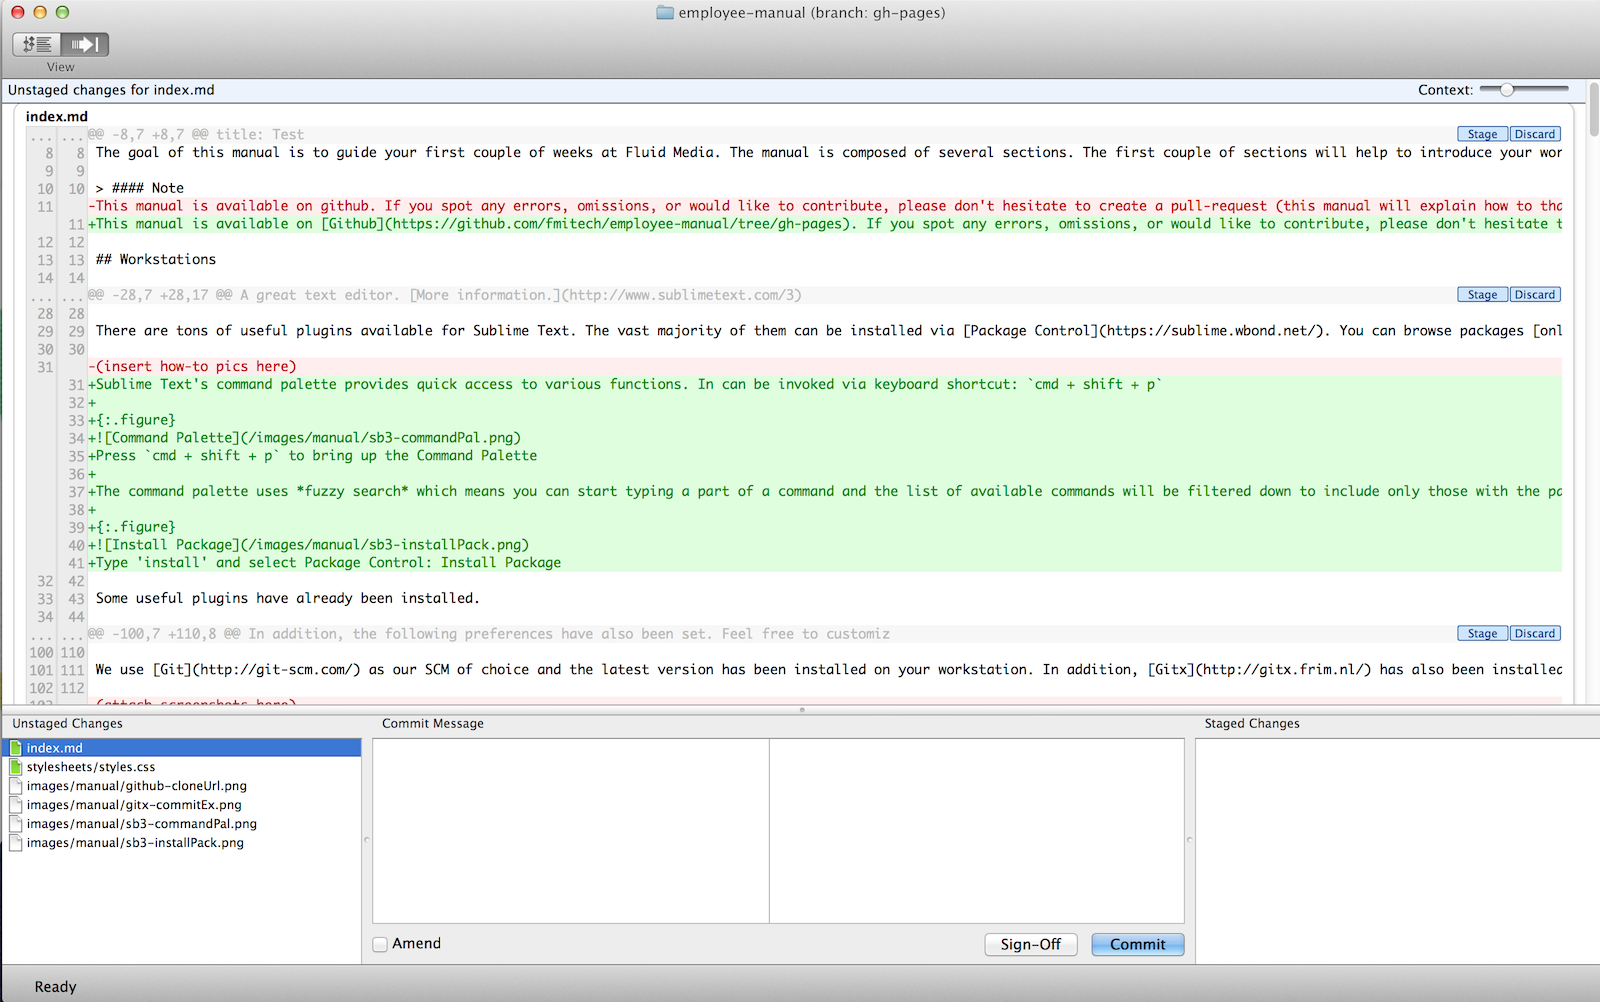 employee-manual (branch: gh-pages)
View
Unstaged changes for index.md Context:
index.md
... ... @@ -8,7 +8,7 @@ title: Test Stage Discard
8 8 The goal of this manual is to guide your first couple of weeks at Fluid Media. The manual is composed of several sections. The first couple of sections will help to introduce your wor
9 9
10 10 > #### Note
11 -This manual is available on github. If you spot any errors, omissions, or would like to contribute, please don't hesitate to create a pull-request (this manual will explain how to tha
11 +This manual is available on [Github](https://github.com/fmitech/employee-manual/tree/gh-pages). If you spot any errors, omissions, or would like to contribute, please don't hesitate t
12 12
13 13 ## Workstations
14 14
... ... @@ -28,7 +28,17 @@ A great text editor. [More information.](http://www.sublimetext.com/3) Stage Discard
28 28
29 29 There are tons of useful plugins available for Sublime Text. The vast majority of them can be installed via [Package Control](https://sublime.wbond.net/). You can browse packages [onl
30 30
31 -(insert how-to pics here)
31 +Sublime Text's command palette provides quick access to various functions. In can be invoked via keyboard shortcut: `cmd + shift + p`
32 +
33 +{:.figure}
34 +![Command Palette](/images/manual/sb3-commandPal.png)
35 +Press `cmd + shift + p` to bring up the Command Palette
36 +
37 +The command palette uses *fuzzy search* which means you can start typing a part of a command and the list of available commands will be filtered down to include only those with the pa
38 +
39 +{:.figure}
40 +![Install Package](/images/manual/sb3-installPack.png)
41 +Type 'install' and select Package Control: Install Package
32 42
33 43 Some useful plugins have already been installed.
34 44
... ... @@ -100,7 +110,8 @@ In addition, the following preferences have also been set. Feel free to customiz Stage Discard
100 110
101 111 We use [Git](http://git-scm.com/) as our SCM of choice and the latest version has been installed on your workstation. In addition, [Gitx](http://gitx.frim.nl/) has also been installed
102 112
103 -(attach screenshots here)
Unstaged Changes Commit Message Staged Changes
index.md
stylesheets/styles.css
images/manual/github-cloneUrl.png
images/manual/gitx-commitEx.png
images/manual/sb3-commandPal.png
images/manual/sb3-installPack.png
Amend Sign-Off Commit
Ready